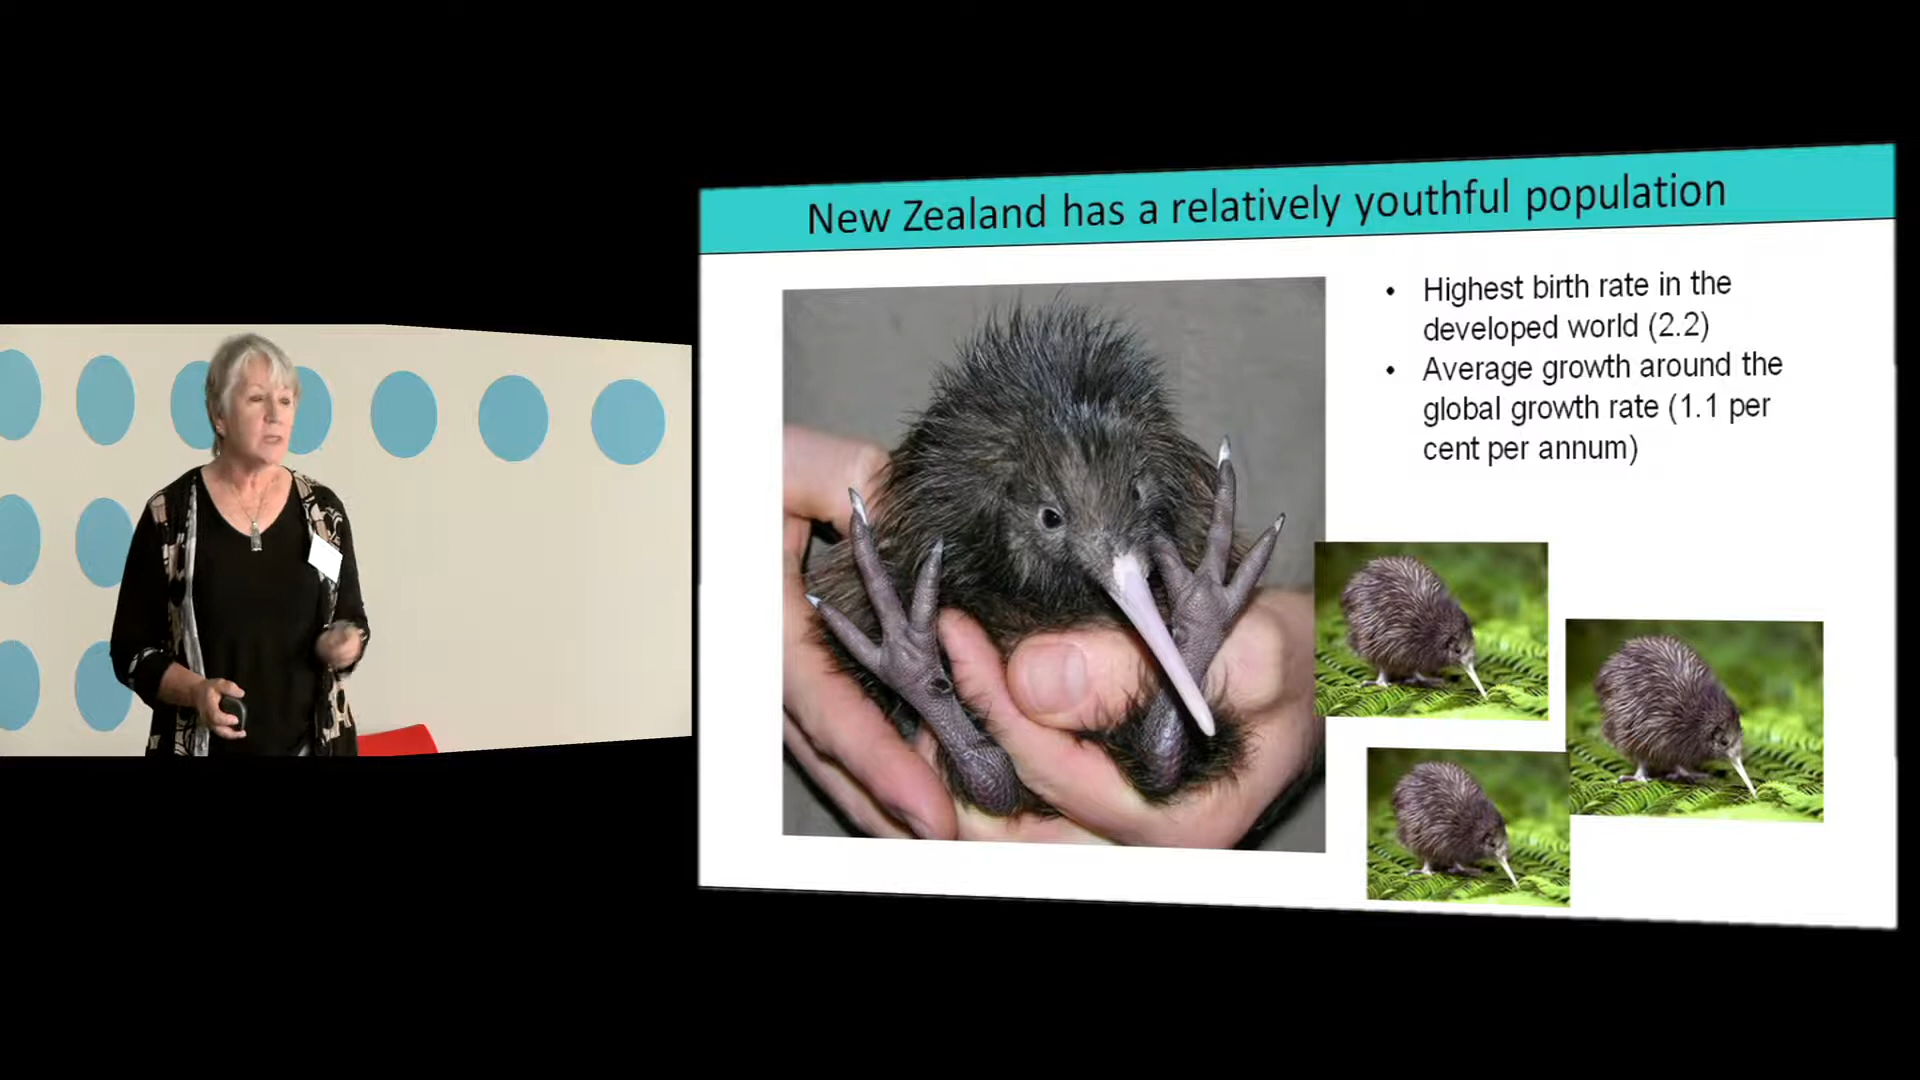 New Zealand has a relatively youthful population
• Highest birth rate in the
developed world (2.2)
• Average growth around the
global growth rate (1.1 per
cent per annum)